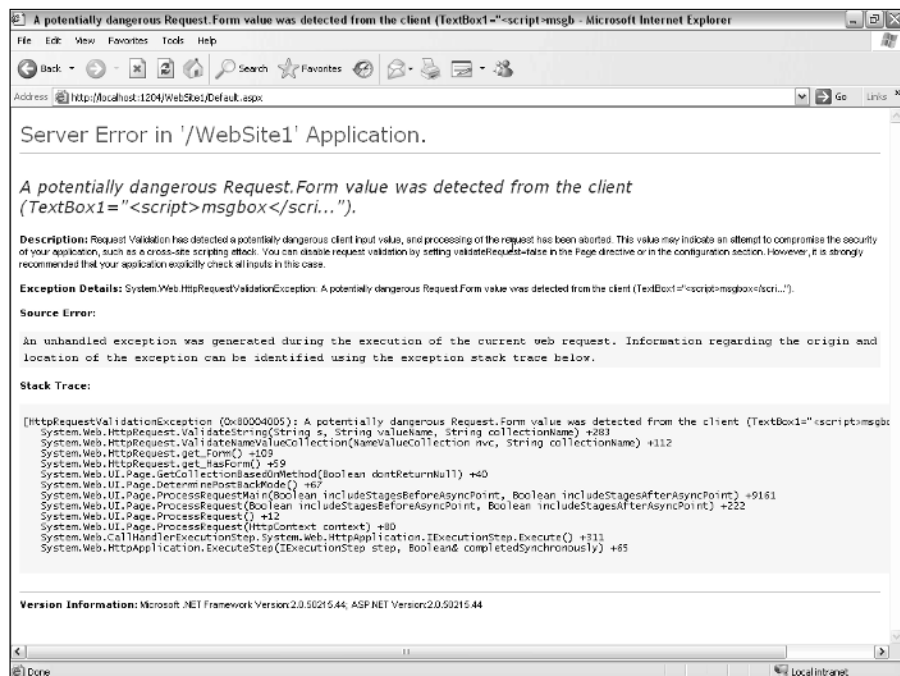 A potentially dangerous Request.Form value was detected from the client (TextBox1="<script>msgb - Microsoft Internet Explorer
File Edit View Favorites Tools Help
Back Search Favorites
Address http://localhost:1204/WebSite1/Default.aspx Go Links »
Server Error in '/WebSite1' Application.
A potentially dangerous Request.Form value was detected from the client
(TextBox1="<script>msgbox</scri...").
Description: Request Validation has detected a potentially dangerous client input value, and processing of the request has been aborted. This value may indicate an attempt to compromise the security
of your application, such as a cross-site scripting attack. You can disable request validation by setting validateRequest=false in the Page directive or in the configuration section. However, it is strongly
recommended that your application explicitly check all inputs in this case.
Exception Details: System.Web.HttpRequestValidationException: A potentially dangerous Request.Form value was detected from the client (TextBox1="<script>msgbox</scri...").
Source Error:
An unhandled exception was generated during the execution of the current web request. Information regarding the origin and
location of the exception can be identified using the exception stack trace below.
Stack Trace:
[HttpRequestValidationException (0x80004005): A potentially dangerous Request.Form value was detected from the client (TextBox1="<script>msgbo
System.Web.HttpRequest.ValidateString(String s, String valueName, String collectionName) +283
System.Web.HttpRequest.ValidateNameValueCollection(NameValueCollection nvc, String collectionName) +112
System.Web.HttpRequest.get_Form() +109
System.Web.HttpRequest.get_HasForm() +59
System.Web.UI.Page.GetCollectionBasedOnMethod(Boolean dontReturnNull) +40
System.Web.UI.Page.DeterminePostBackMode() +67
System.Web.UI.Page.ProcessRequestMain(Boolean includeStagesBeforeAsyncPoint, Boolean includeStagesAfterAsyncPoint) +9161
System.Web.UI.Page.ProcessRequest(Boolean includeStagesBeforeAsyncPoint, Boolean includeStagesAfterAsyncPoint) +222
System.Web.UI.Page.ProcessRequest() +12
System.Web.UI.Page.ProcessRequest(HttpContext context) +80
System.Web.CallHandlerExecutionStep.System.Web.HttpApplication.IExecutionStep.Execute() +311
System.Web.HttpApplication.ExecuteStep(IExecutionStep step, Boolean& completedSynchronously) +65
Version Information: Microsoft .NET Framework Version:2.0.50215.44; ASP.NET Version:2.0.50215.44
Done Local intranet